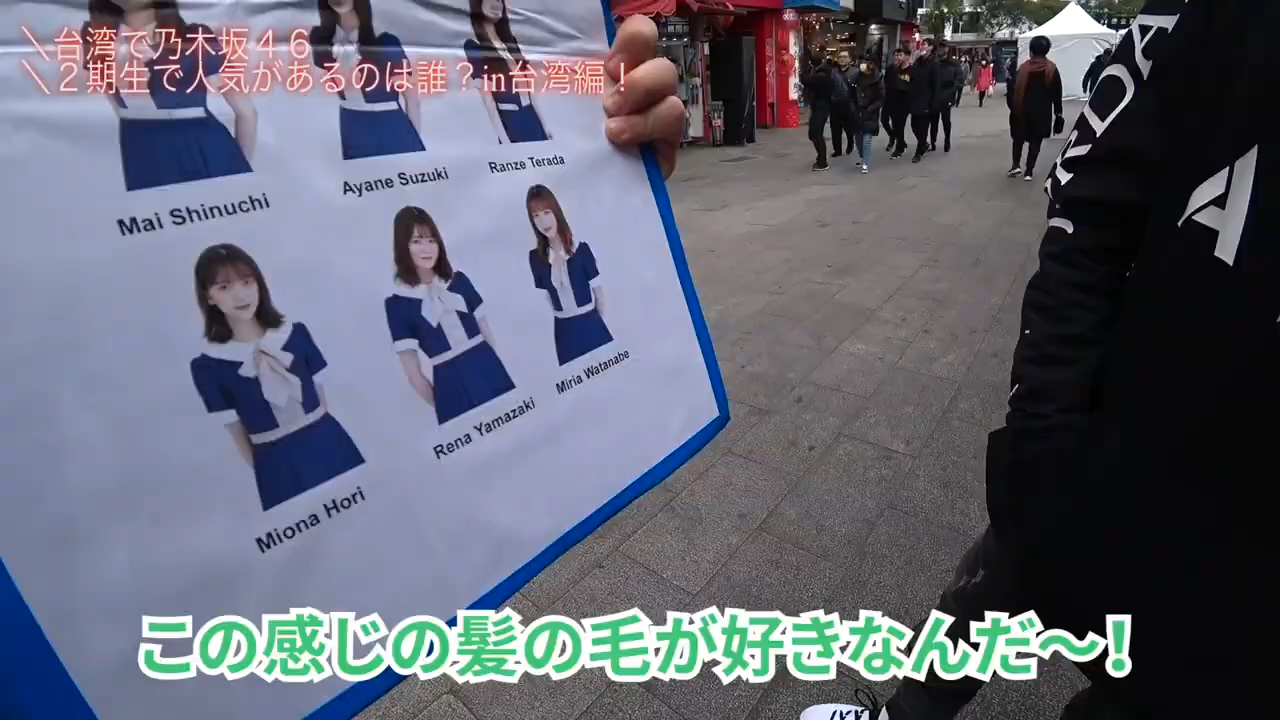 ＼台湾で乃木坂４６
＼２期生で人気があるのは誰？in台湾編！
Mai Shinuchi
Ayane Suzuki
Ranze Terada
Miona Hori
Rena Yamazaki
Miria Watanabe
この感じの髪の毛が好きなんだ〜！